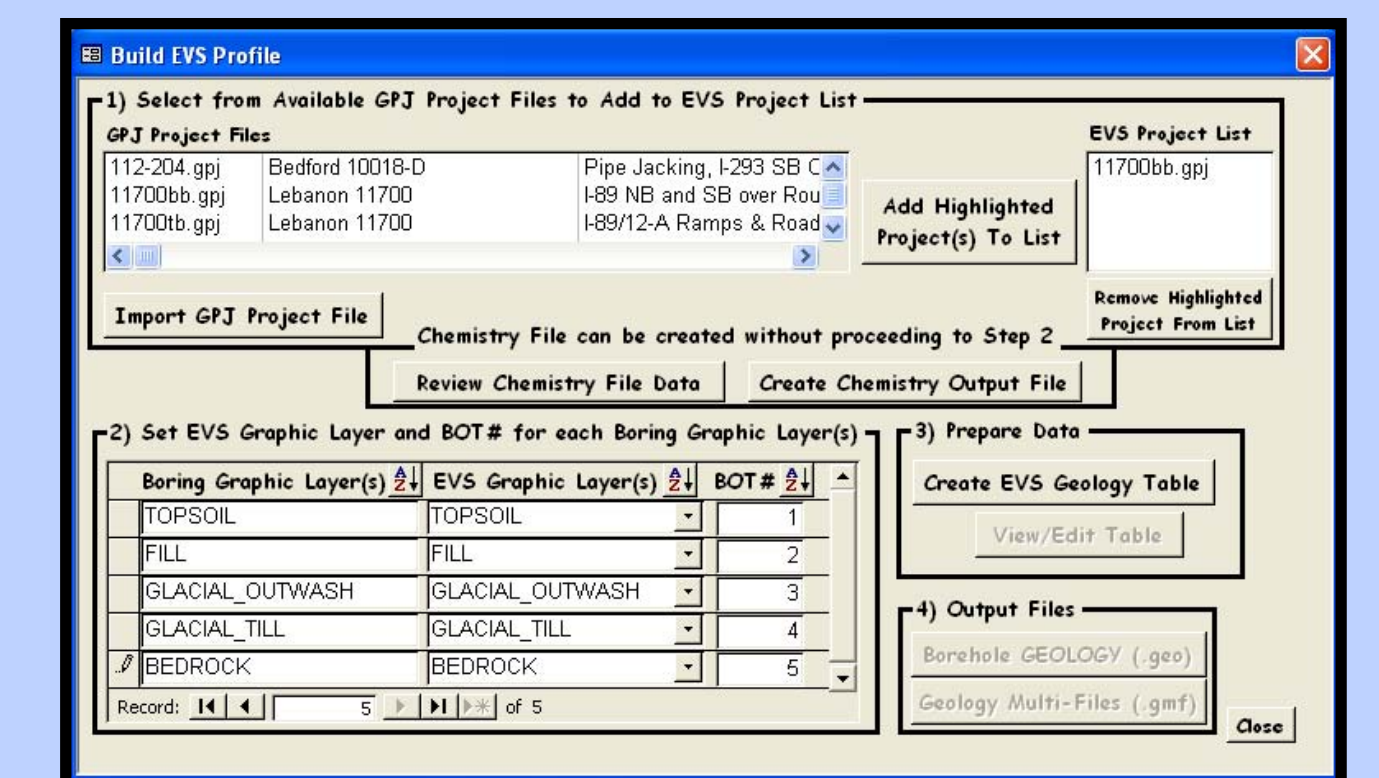 Build EVS Profile
1) Select from Available GPJ Project Files to Add to EVS Project List
GPJ Project Files
112-204.gpj Bedford 10018-D Pipe Jacking, I-293 SB C
11700bb.gpj Lebanon 11700 I-89 NB and SB over Rou
11700tb.gpj Lebanon 11700 I-89/12-A Ramps & Road
Import GPJ Project File
Add Highlighted
Project(s) To List
EVS Project List
11700bb.gpj
Remove Highlighted
Project From List
Chemistry File can be created without proceeding to Step 2
Review Chemistry File Data
Create Chemistry Output File
2) Set EVS Graphic Layer and BOT# for each Boring Graphic Layer(s)
Boring Graphic Layer(s) EVS Graphic Layer(s) BOT#
TOPSOIL TOPSOIL 1
FILL FILL 2
GLACIAL_OUTWASH GLACIAL_OUTWASH 3
GLACIAL_TILL GLACIAL_TILL 4
BEDROCK BEDROCK 5
Record: 5 of 5
3) Prepare Data
Create EVS Geology Table
View/Edit Table
4) Output Files
Borehole GEOLOGY (.geo)
Geology Multi-Files (.gmf)
Close